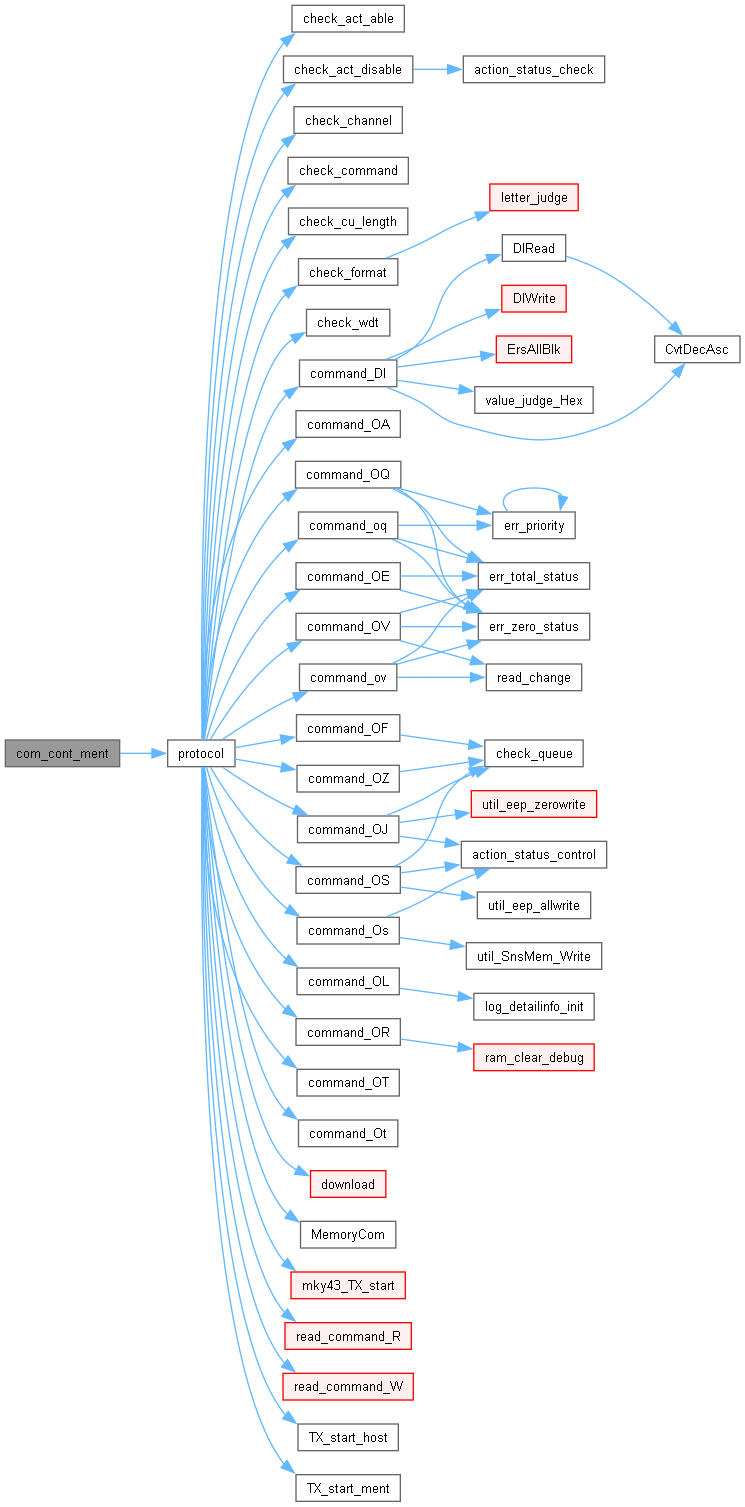 check_act_able
check_act_disable
action_status_check
check_channel
check_command
letter_judge
check_cu_length
DIRead
check_format
DIWrite
check_wdt
ErsAllBlk
CvtDecAsc
command_DI
value_judge_Hex
command_OA
command_OQ
err_priority
command_oq
command_OE
err_total_status
command_OV
err_zero_status
command_ov
read_change
command_OF
com_cont_ment
protocol
check_queue
command_OZ
util_eep_zerowrite
command_OJ
action_status_control
command_OS
util_eep_allwrite
command_Os
util_SnsMem_Write
command_OL
log_detailinfo_init
command_OR
ram_clear_debug
command_OT
command_Ot
download
MemoryCom
mky43_TX_start
read_command_R
read_command_W
TX_start_host
TX_start_ment